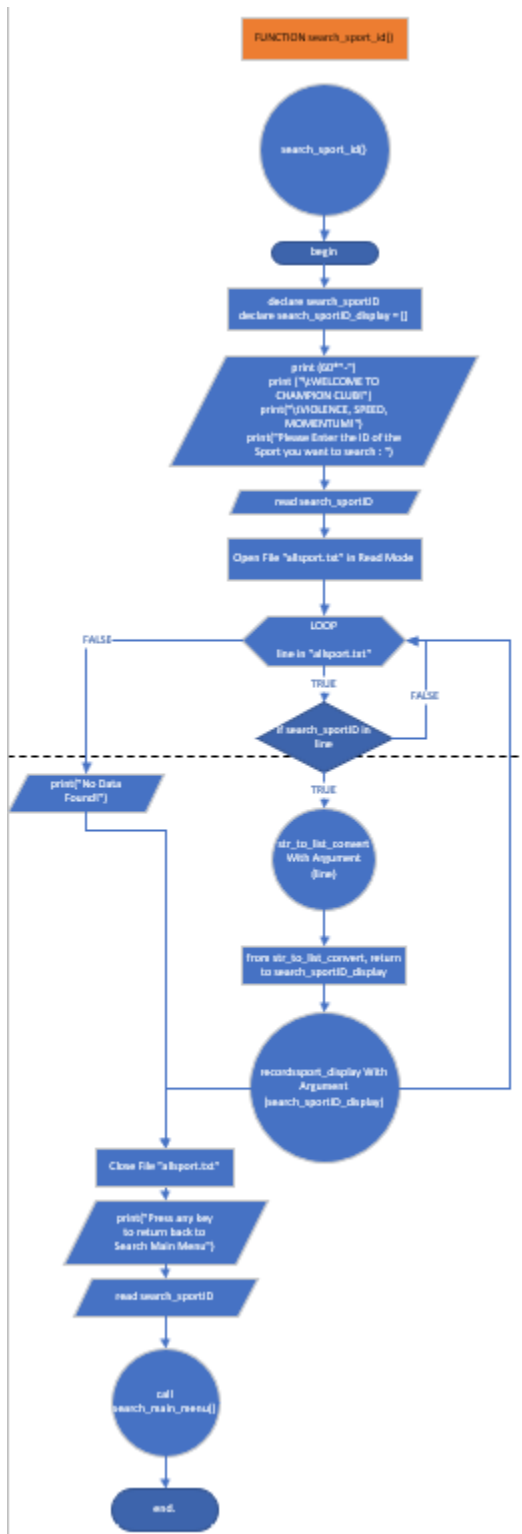 FUNCTION search_sport_id()
search_sport_id()
begin
declare search_sportID
declare search_sportID_display = []
print (60*"-")
print ("\t:WELCOME TO
CHAMPION CLUB!")
print("\tVIOLENCE, SPEED,
MOMENTUM! ")
print("Please Enter the ID of the
Sport you want to search : ")
read search_sportID
Open File "allsport.txt" in Read Mode
LOOP
line in "allsport.txt"
FALSE
TRUE
FALSE
if search_sportID in
line
print("No Data
Found!")
TRUE
str_to_list_convert
With Argument
(line)
from str_to_list_convert, return
to search_sportID_display
recordssport_display With
Argument
(search_sportID_display)
Close File "allsport.txt"
print("Press any key
to return back to
Search Main Menu")
read search_sportID
call
search_main_menu()
end.